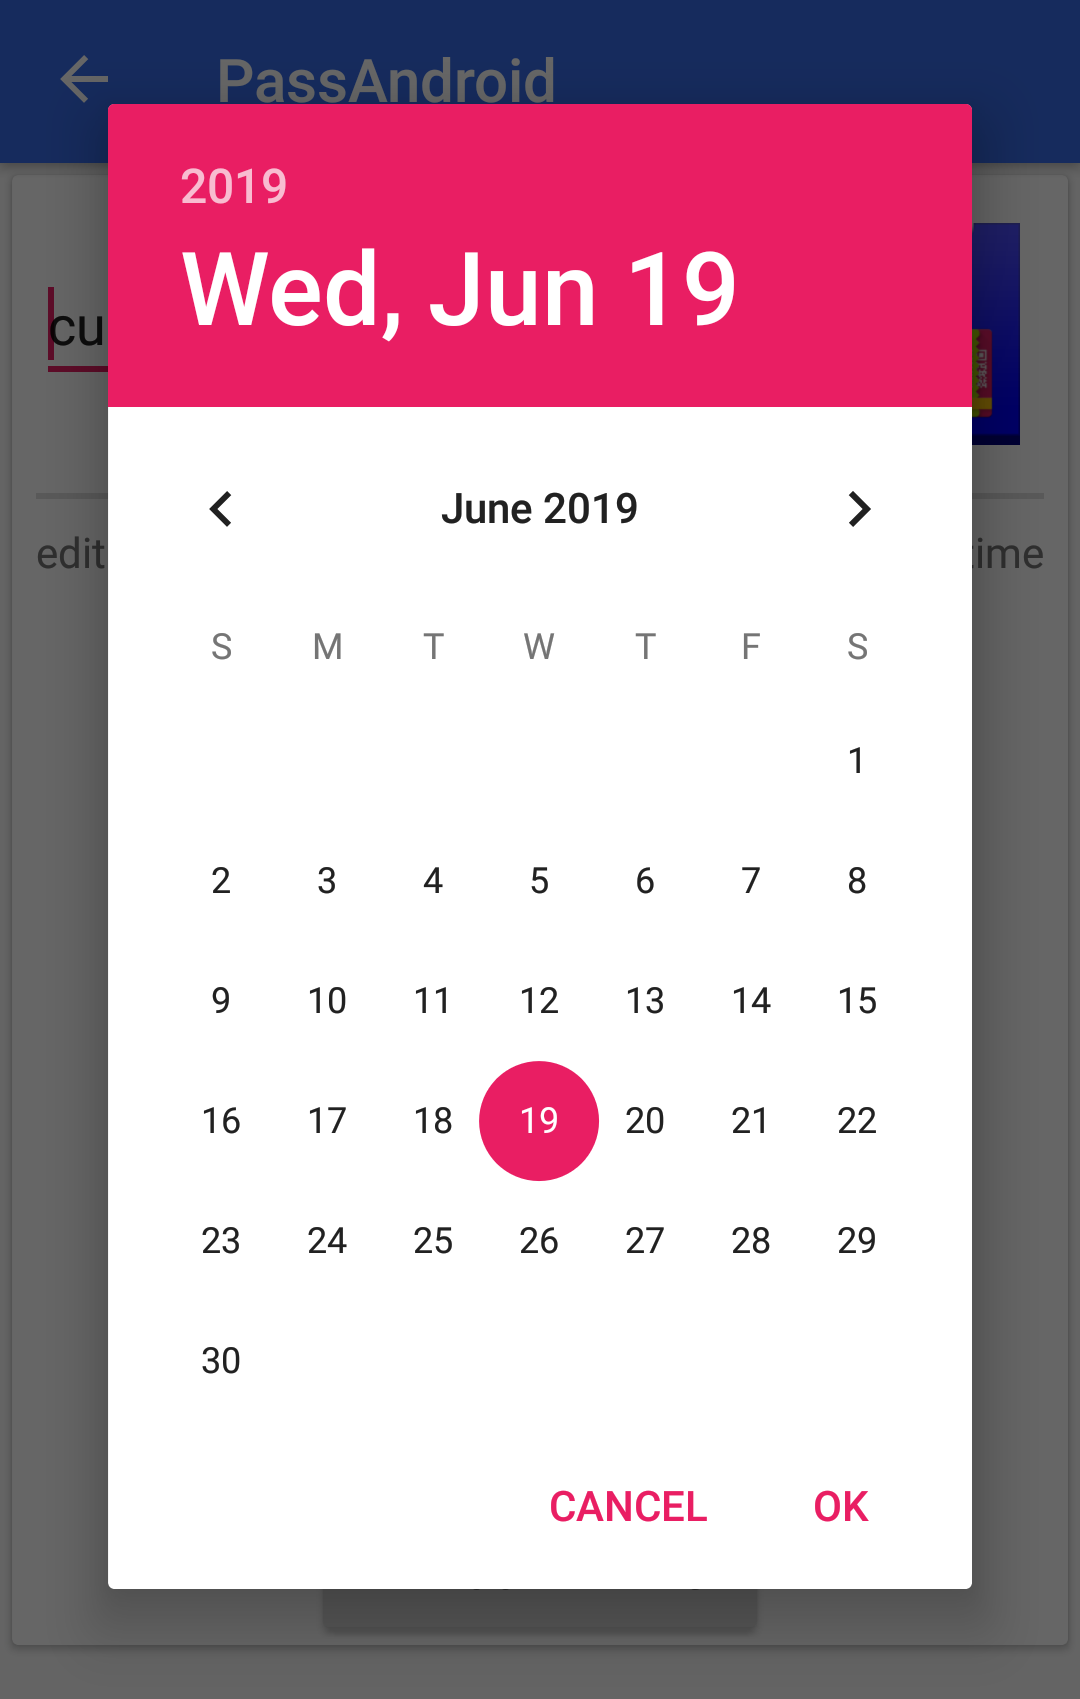 PassAndroid
2019
Wed, Jun 19
cu
June 2019
edit
time
S M T W T F S
1
2 3 4 5 6 7 8
9 10 11 12 13 14 15
16 17 18 19 20 21 22
23 24 25 26 27 28 29
30
CANCEL OK